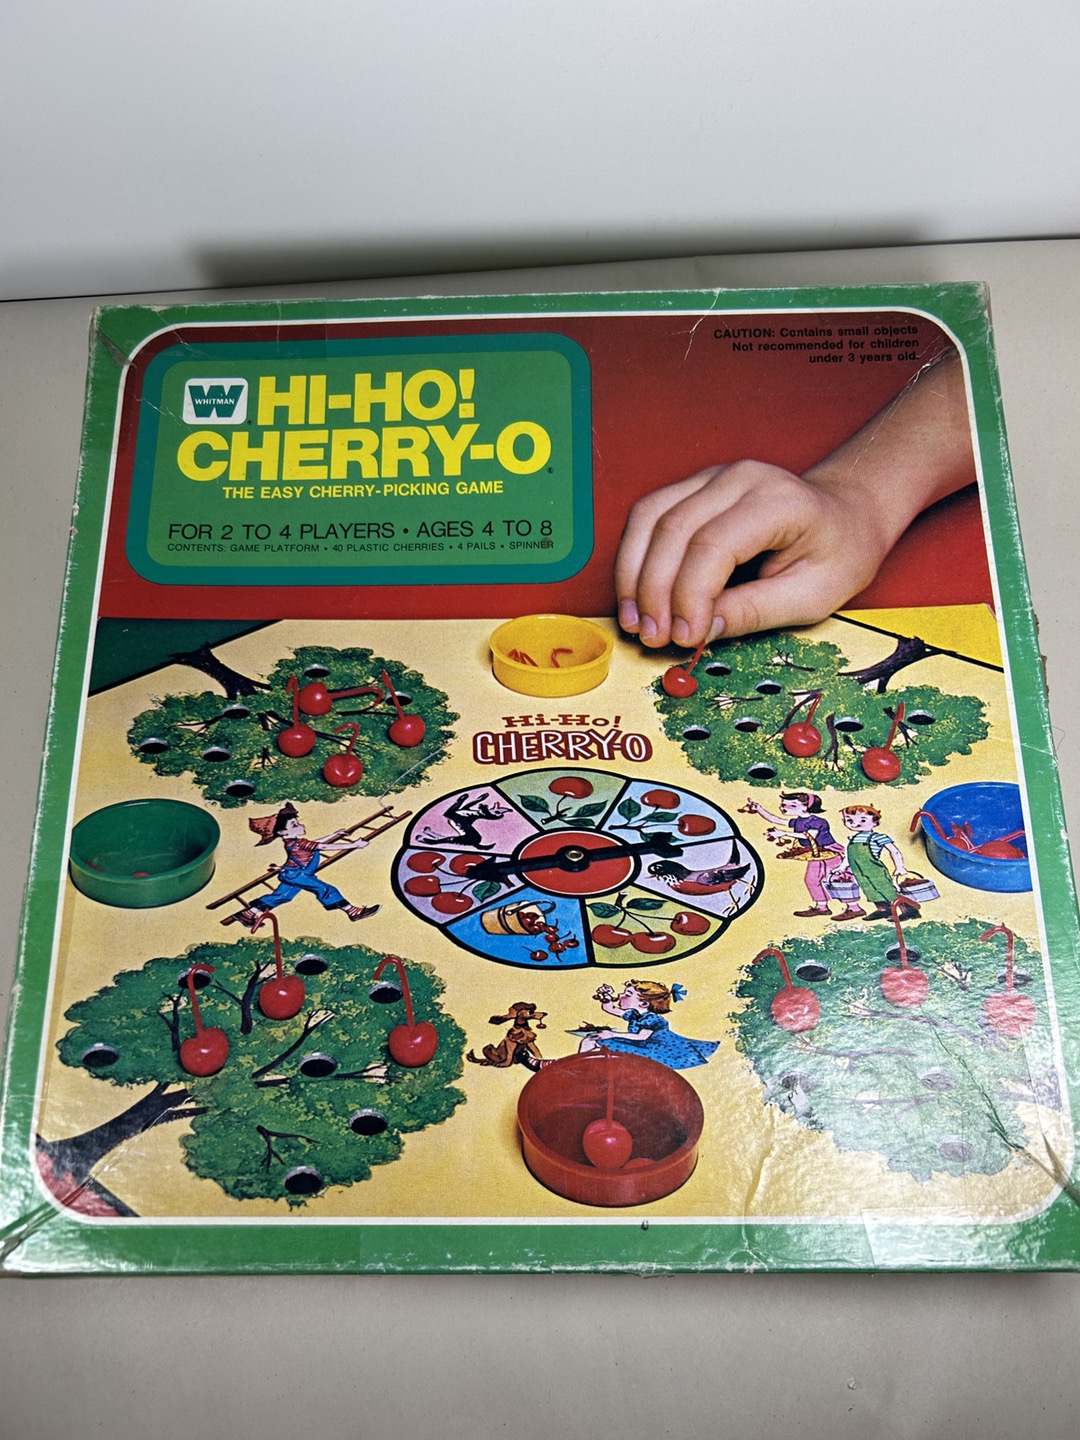 WHITMAN
®
HI-HO!
CHERRY-O®
THE EASY CHERRY-PICKING GAME
FOR 2 TO 4 PLAYERS • AGES 4 TO 8
CONTENTS: GAME PLATFORM • 40 PLASTIC CHERRIES • 4 PAILS • SPINNER
CAUTION: Contains small objects
Not recommended for children
under 3 years old.
Hi-Ho!
CHERRY-O